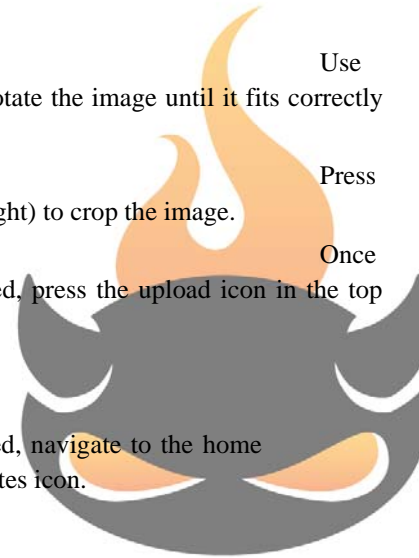 Use
otate the image until it fits correctly
Press
ght) to crop the image.
Once
ed, press the upload icon in the top
ed, navigate to the home
tes icon.